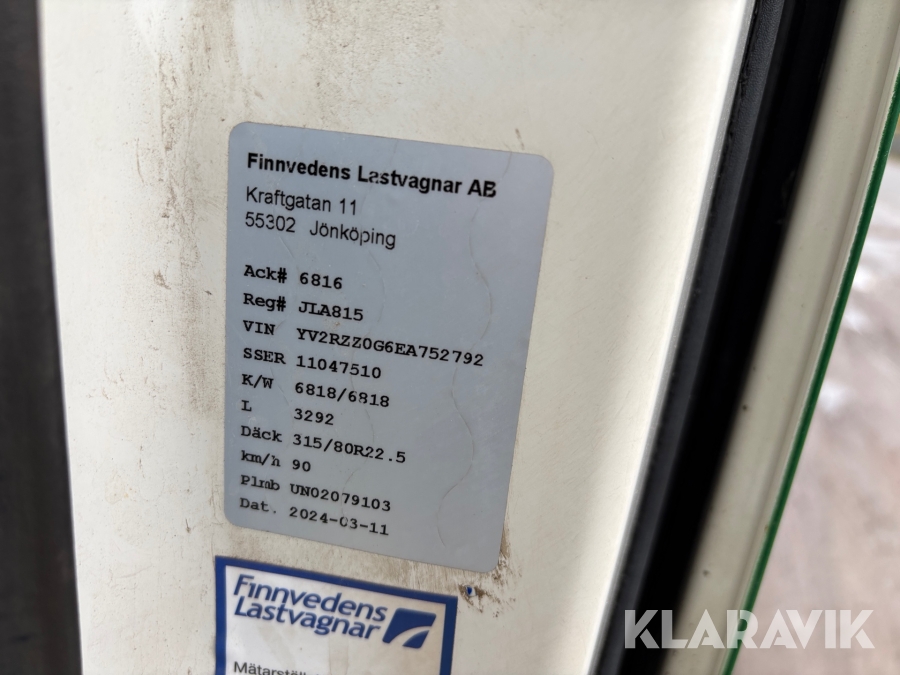 Finnvedens Lastvagnar AB
Kraftgatan 11
55302 Jönköping
Ack# 6816
Reg# JLA815
VIN YV2RZZ0G6EA752792
SSER 11047510
K/W 6818/6818
L 3292
Däck 315/80R22.5
km/h 90
Plmb UN02079103
Dat. 2024-03-11
Finnvedens
Lastvagnar
KLARAVIK